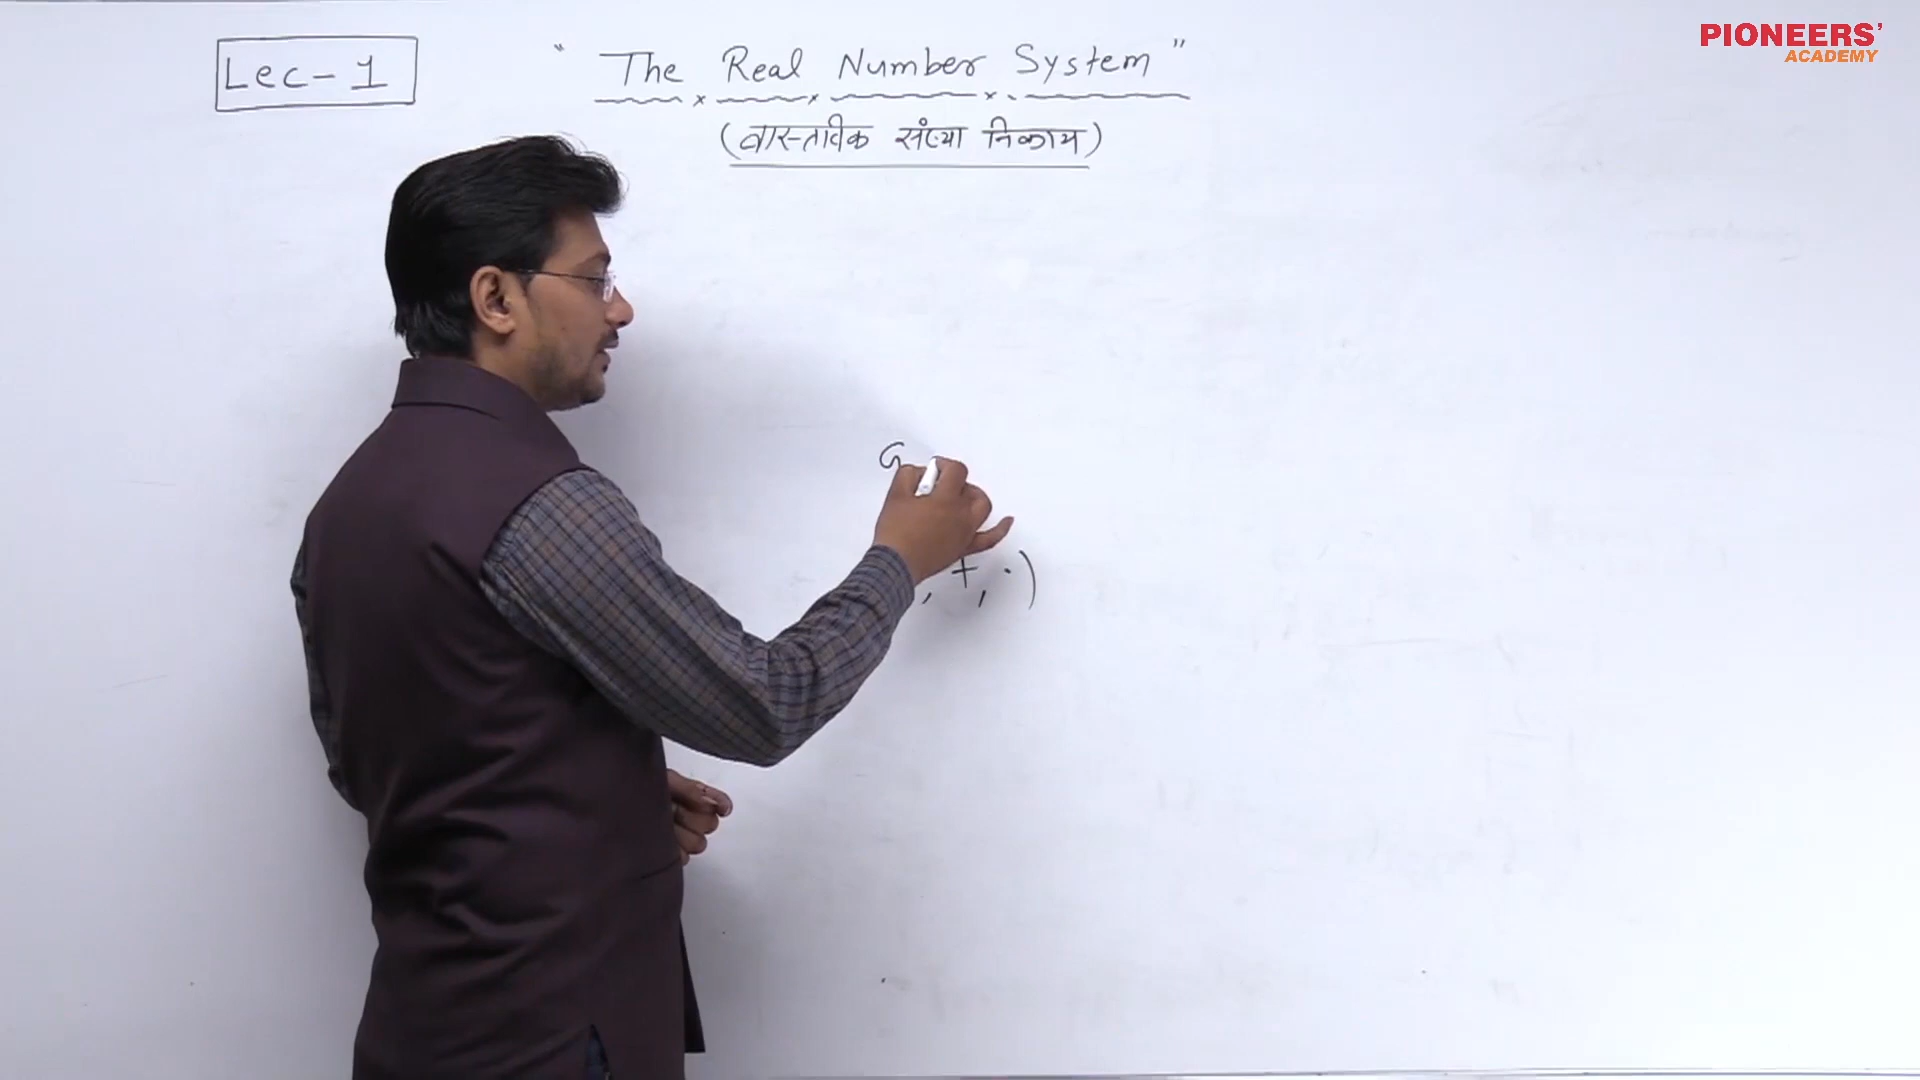 PIONEERS'
ACADEMY
Lec-1
" The Real Number System "
(वास्तविक संख्या निकाय)
G
, +, ·)